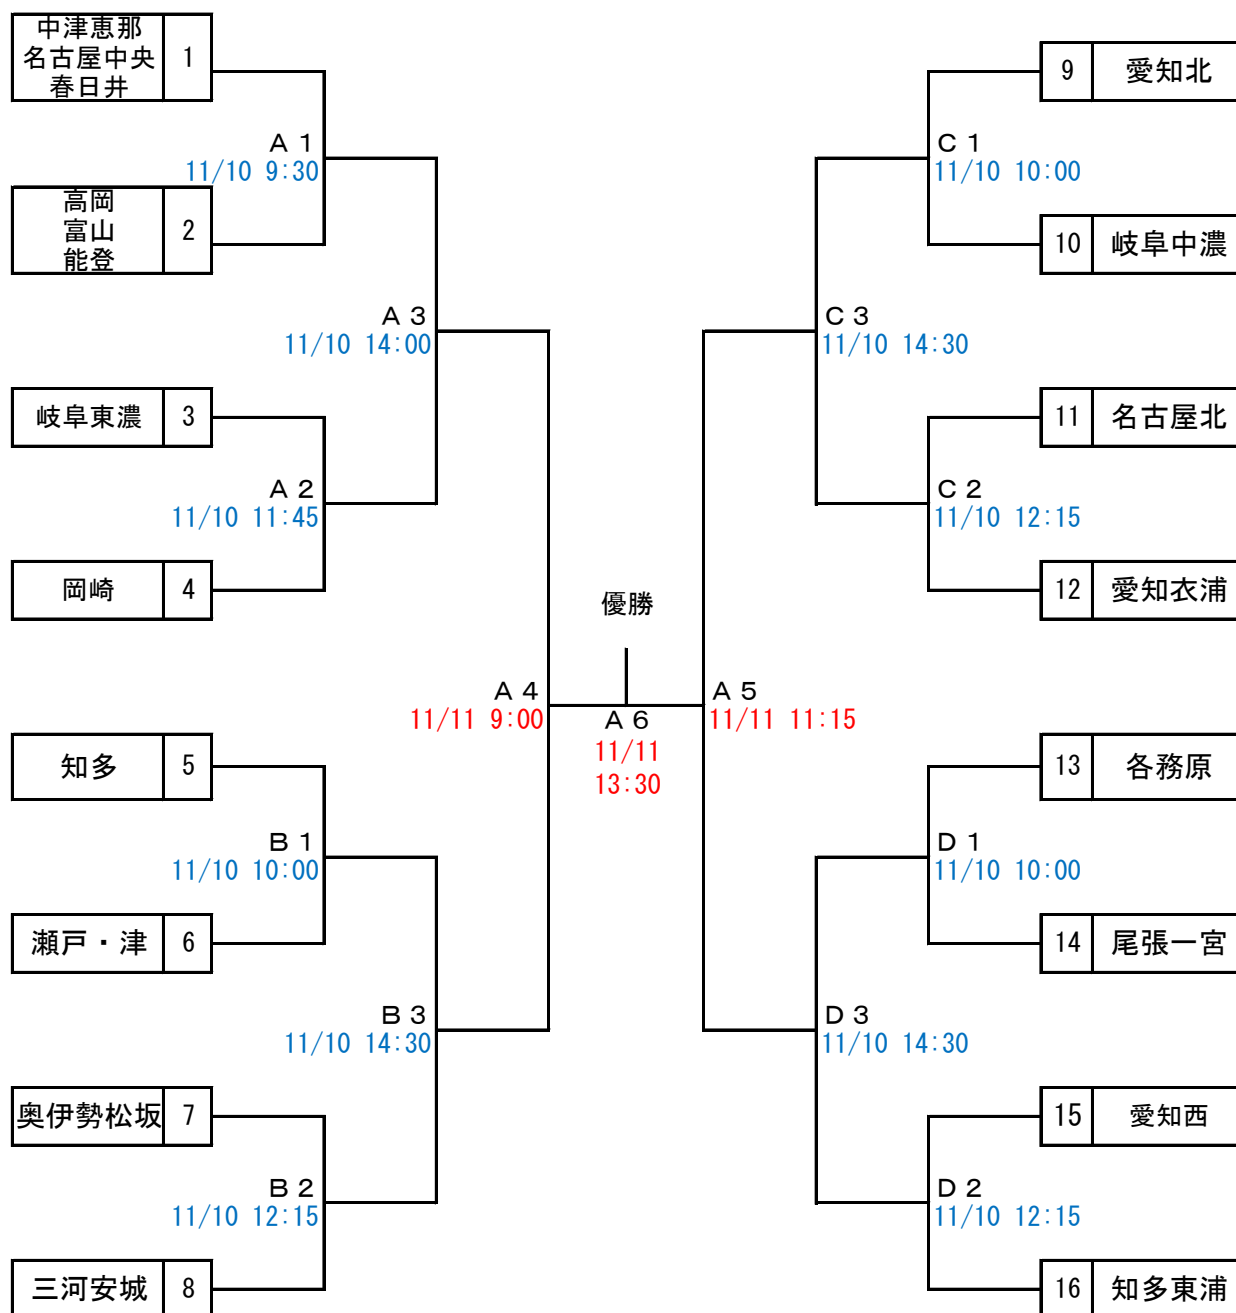 中津恵那
名古屋中央
春日井
1
A 1
11/10 9:30
高岡
富山
能登
2
A 3
11/10 14:00
岐阜東濃 3
A 2
11/10 11:45
岡崎 4
知多 5
B 1
11/10 10:00
瀬戸・津 6
B 3
11/10 14:30
奥伊勢松坂 7
B 2
11/10 12:15
三河安城 8
A 4
11/11 9:00
優勝
A 6
11/11
13:30
A 5
11/11 11:15
9 愛知北
C 1
11/10 10:00
10 岐阜中濃
C 3
11/10 14:30
11 名古屋北
C 2
11/10 12:15
12 愛知衣浦
13 各務原
D 1
11/10 10:00
14 尾張一宮
D 3
11/10 14:30
15 愛知西
D 2
11/10 12:15
16 知多東浦